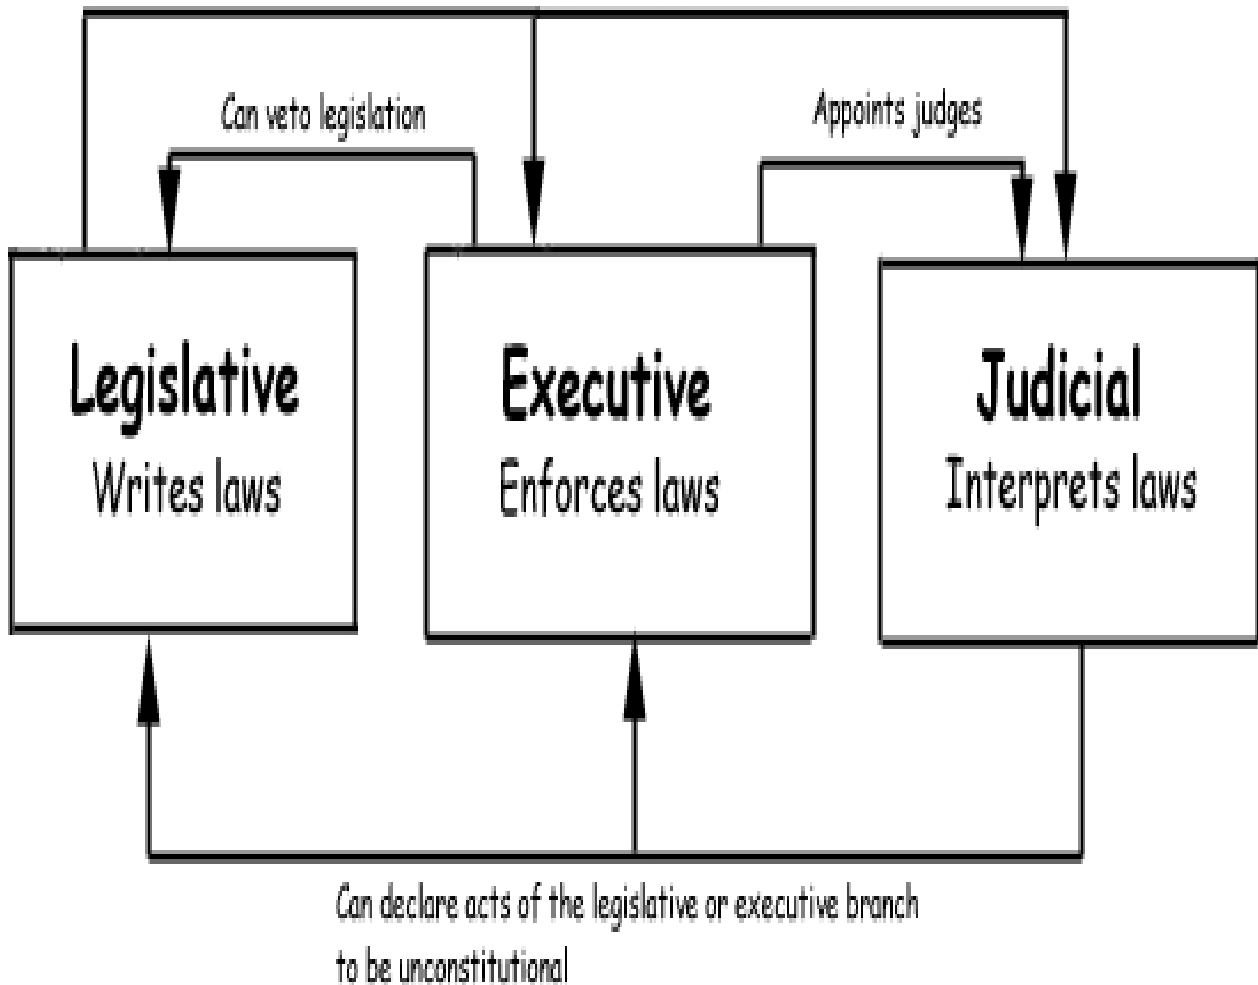 Can veto legislation
Appoints judges
Legislative
Writes laws
Executive
Enforces laws
Judicial
Interprets laws
Can declare acts of the legislative or executive branch
to be unconstitutional